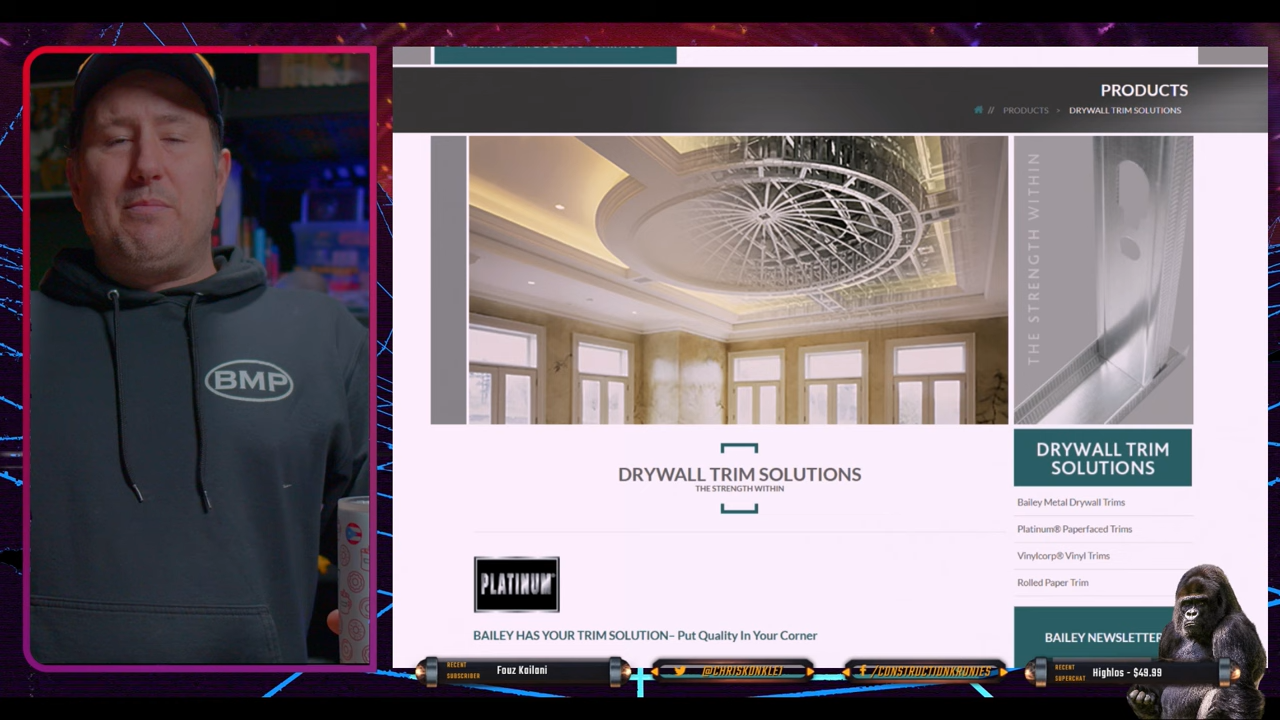 PRODUCTS
// PRODUCTS > DRYWALL TRIM SOLUTIONS
THE STRENGTH WITHIN
BMP
DRYWALL TRIM SOLUTIONS
THE STRENGTH WITHIN
DRYWALL TRIM
SOLUTIONS
Bailey Metal Drywall Trims
Platinum® Paperfaced Trims
Vinylcorp® Vinyl Trims
Rolled Paper Trim
PLATINUM
BAILEY HAS YOUR TRIM SOLUTION– Put Quality In Your Corner
BAILEY NEWSLETTER
RECENT
SUBSCRIBER
Fouz Kailani
@CHRISKONKLEJ
/CONSTRUCTIONKRONIES
RECENT
SUPERCHAT
Highlos - $49.99